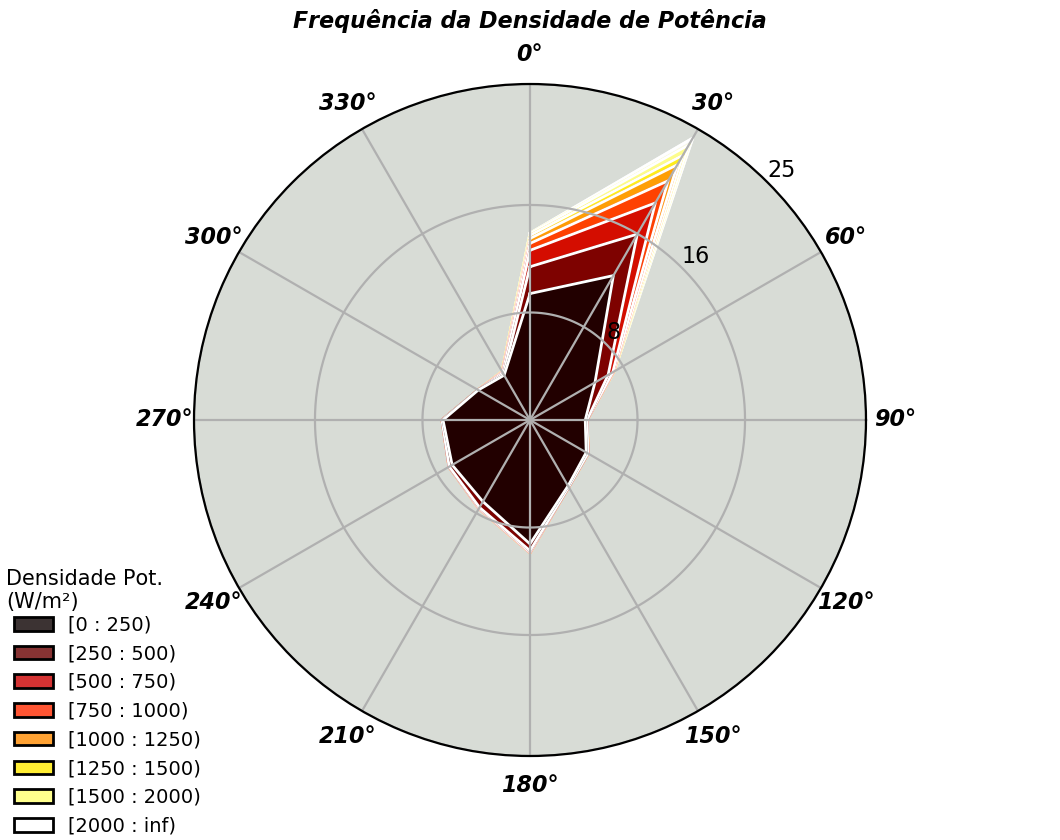 Frequência da Densidade de Potência
0°
330°
30°
25
300°
60°
16
8
270°
90°
240°
120°
210°
150°
180°
Densidade Pot.
(W/m²)
[0 : 250)
[250 : 500)
[500 : 750)
[750 : 1000)
[1000 : 1250)
[1250 : 1500)
[1500 : 2000)
[2000 : inf)